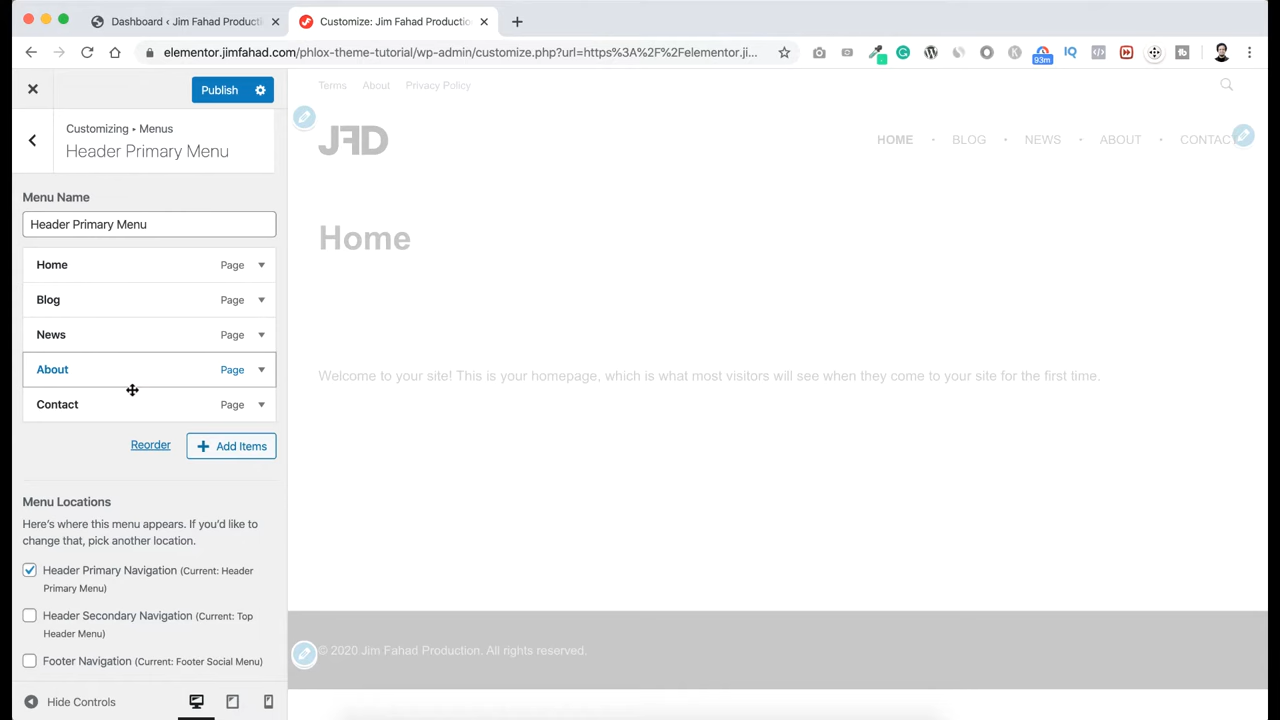 Dashboard ‹ Jim Fahad Producti
Customize: Jim Fahad Productio
elementor.jimfahad.com/phlox-theme-tutorial/wp-admin/customize.php?url=https%3A%2F%2Felementor.ji...
93m
IQ
Publish
Customizing ▸ Menus
Header Primary Menu
Menu Name
Header Primary Menu
Home Page
Blog Page
News Page
About Page
Contact Page
Reorder
Add Items
Menu Locations
Here's where this menu appears. If you'd like to
change that, pick another location.
Header Primary Navigation (Current: Header
Primary Menu)
Header Secondary Navigation (Current: Top
Header Menu)
Footer Navigation (Current: Footer Social Menu)
Hide Controls
Terms About Privacy Policy
JFD
HOME • BLOG • NEWS • ABOUT • CONTACT
Home
Welcome to your site! This is your homepage, which is what most visitors will see when they come to your site for the first time.
© 2020 Jim Fahad Production. All rights reserved.